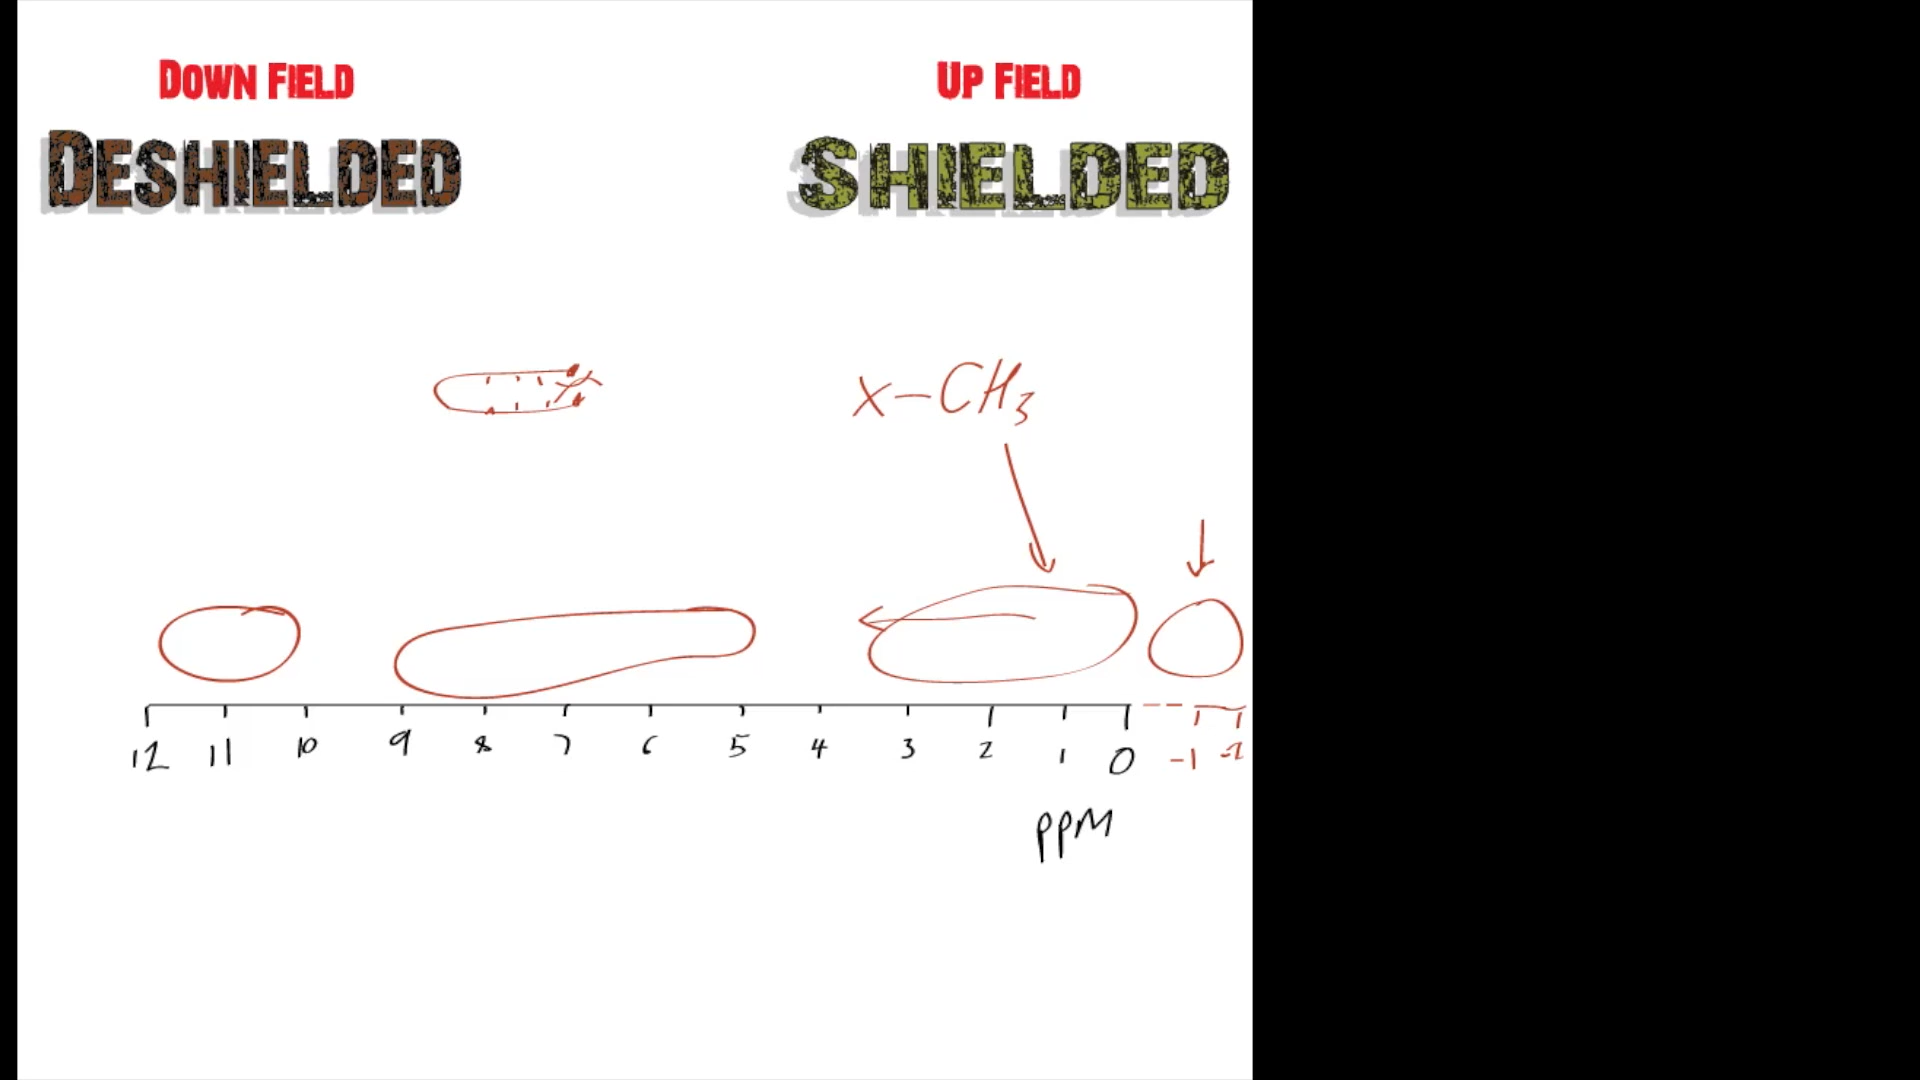 DOWN FIELD UP FIELD
DESHIELDED SHIELDED
X-CH3
12 11 10 9 8 7 6 5 4 3 2 1 0 -1 -2
PPM